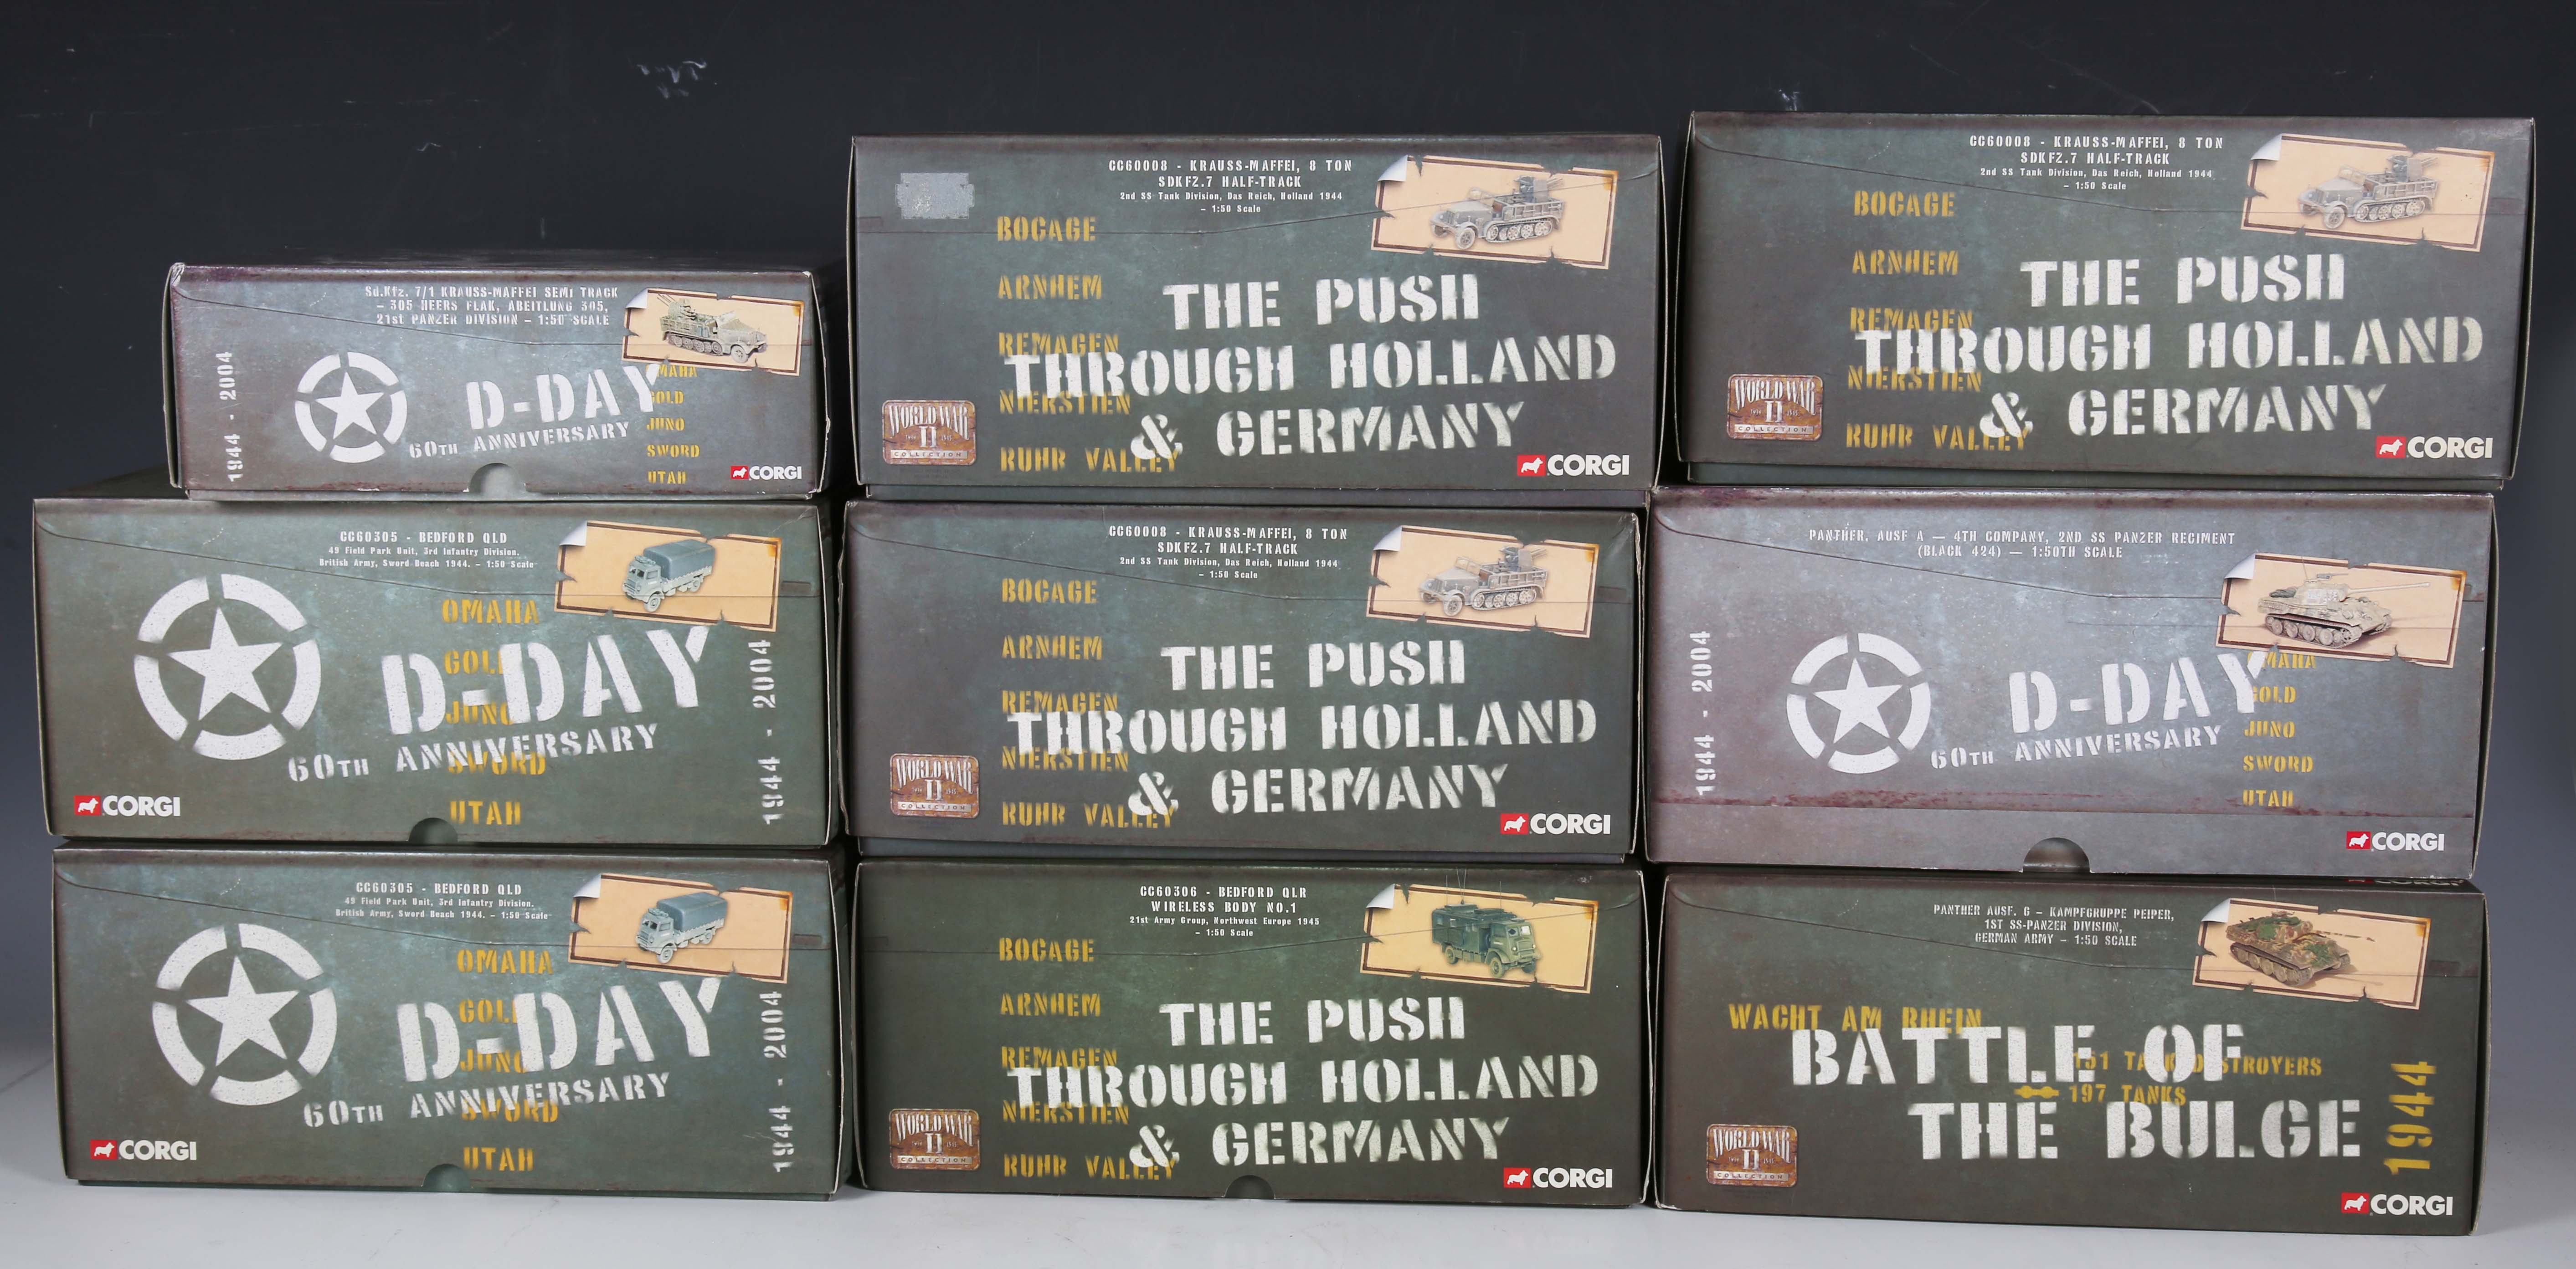 Sd.Kfz. 7/1 KRAUSS-MAFFEI SEMI TRACK
– 305 HEERS FLAK, ABEITLUNG 305,
21st PANZER DIVISION – 1:50 SCALE
1944 - 2004
D-DAY
60TH ANNIVERSARY
JUNO
SWORD
UTAH
CORGI
CC60305 - BEDFORD QLD
49 Field Park Unit, 3rd Infantry Division.
British Army, Sword Beach 1944. – 1:50 Scale
OMAHA
GOLD
JUNO
D-DAY
60TH ANNIVERSARY
SWORD
UTAH
1944 - 2004
CORGI
CC60305 - BEDFORD QLD
49 Field Park Unit, 3rd Infantry Division.
British Army, Sword Beach 1944. – 1:50 Scale
OMAHA
GOLD
JUNO
D-DAY
60TH ANNIVERSARY
SWORD
UTAH
1944 - 2004
CORGI
CC60008 - KRAUSS-MAFFEI, 8 TON
SDKFZ.7 HALF-TRACK
2nd SS Tank Division, Das Reich, Holland 1944
– 1:50 Scale
BOCAGE
ARNHEM
REMAGEN
NIERSTIEN
RUHR VALLEY
THE PUSH
THROUGH HOLLAND
& GERMANY
WORLD WAR
II
COLLECTION
CORGI
CC60008 - KRAUSS-MAFFEI, 8 TON
SDKFZ.7 HALF-TRACK
2nd SS Tank Division, Das Reich, Holland 1944
– 1:50 Scale
BOCAGE
ARNHEM
REMAGEN
NIERSTIEN
RUHR VALLEY
THE PUSH
THROUGH HOLLAND
& GERMANY
WORLD WAR
II
COLLECTION
CORGI
CC60306 - BEDFORD QLR
WIRELESS BODY NO.1
21st Army Group, Northwest Europe 1945
– 1:50 Scale
BOCAGE
ARNHEM
REMAGEN
NIERSTIEN
RUHR VALLEY
THE PUSH
THROUGH HOLLAND
& GERMANY
WORLD WAR
II
COLLECTION
CORGI
CC60008 - KRAUSS-MAFFEI, 8 TON
SDKFZ.7 HALF-TRACK
2nd SS Tank Division, Das Reich, Holland 1944
– 1:50 Scale
BOCAGE
ARNHEM
REMAGEN
NIERSTIEN
RUHR VALLEY
THE PUSH
THROUGH HOLLAND
& GERMANY
WORLD WAR
II
COLLECTION
CORGI
PANTHER, AUSF A — 4TH COMPANY, 2ND SS PANZER REGIMENT
(BLACK 424) — 1:50TH SCALE
1944 - 2004
D-DAY
60TH ANNIVERSARY
JUNO
SWORD
UTAH
CORGI
CORGI
PANTHER AUSF. G – KAMPFGRUPPE PEIPER,
1ST SS-PANZER DIVISION,
GERMAN ARMY – 1:50 SCALE
WACHT AM RHEIN
BATTLE OF
THE BULGE
TANK DESTROYERS
197 TANKS
1944
WORLD WAR
II
COLLECTION
CORGI